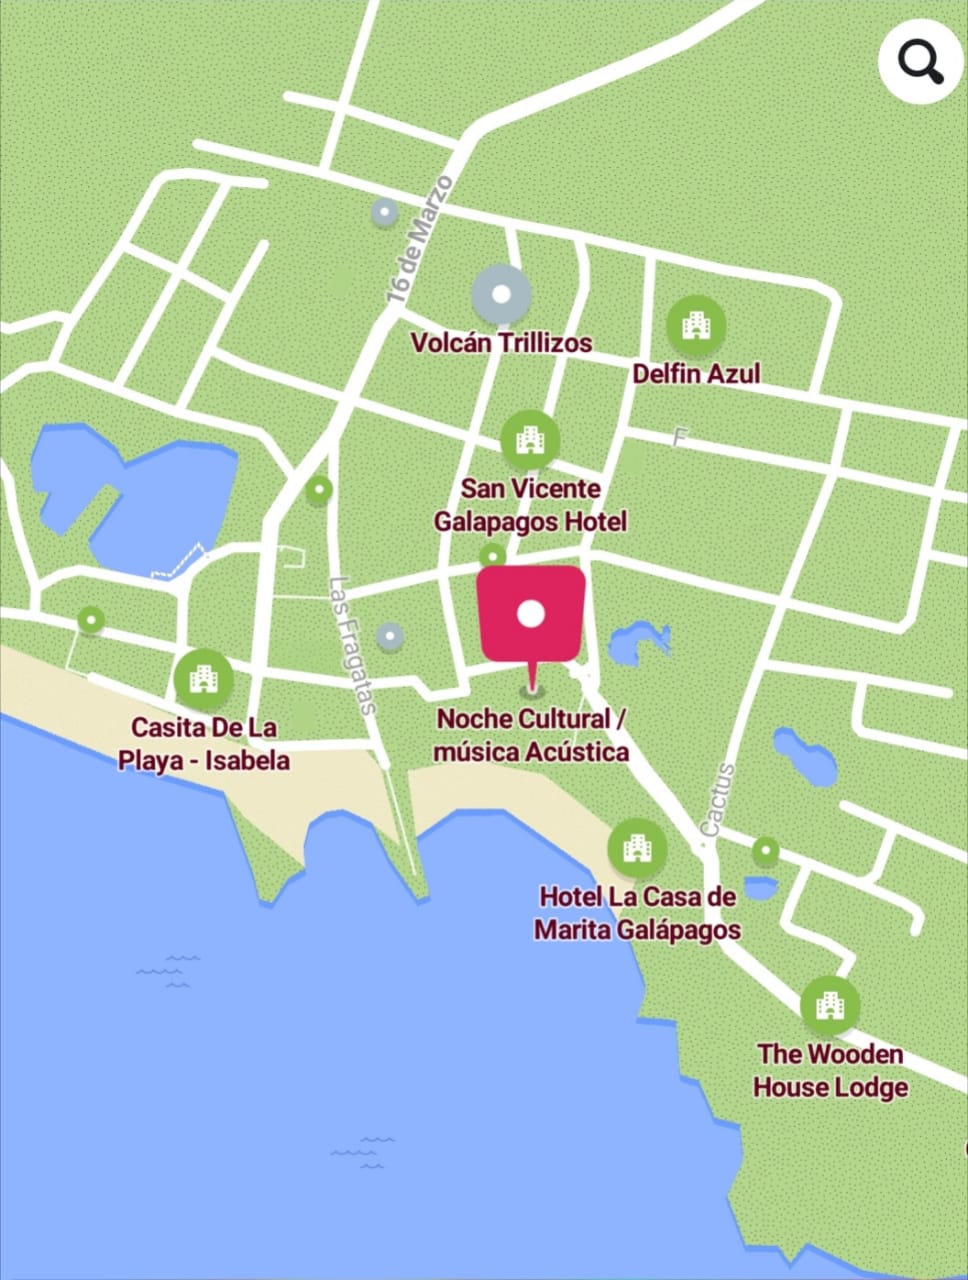 16 de Marzo
Volcán Trillizos
Delfin Azul
F
San Vicente
Galapagos Hotel
Las Fragatas
Casita De La
Playa - Isabela
Noche Cultural /
música Acústica
Cactus
Hotel La Casa de
Marita Galápagos
The Wooden
House Lodge